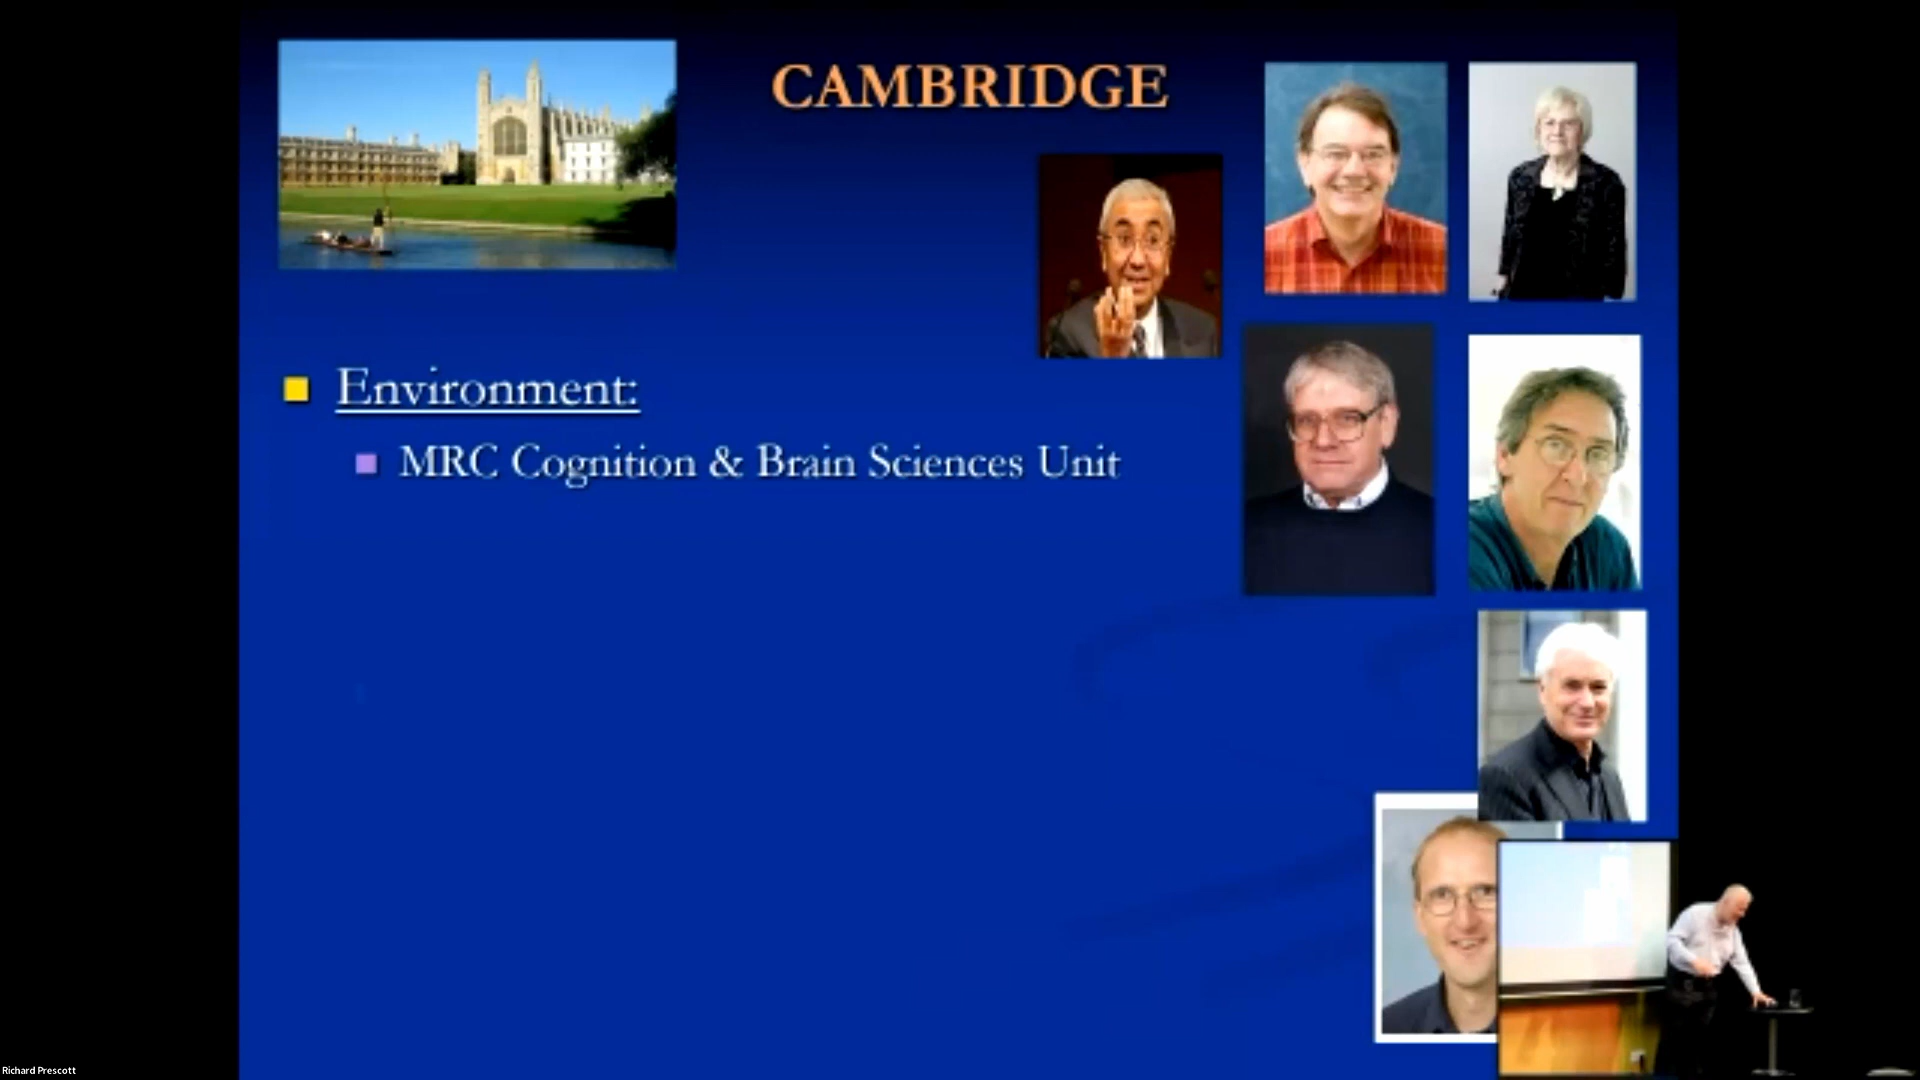 CAMBRIDGE
Environment:
MRC Cognition & Brain Sciences Unit
Richard Prescott